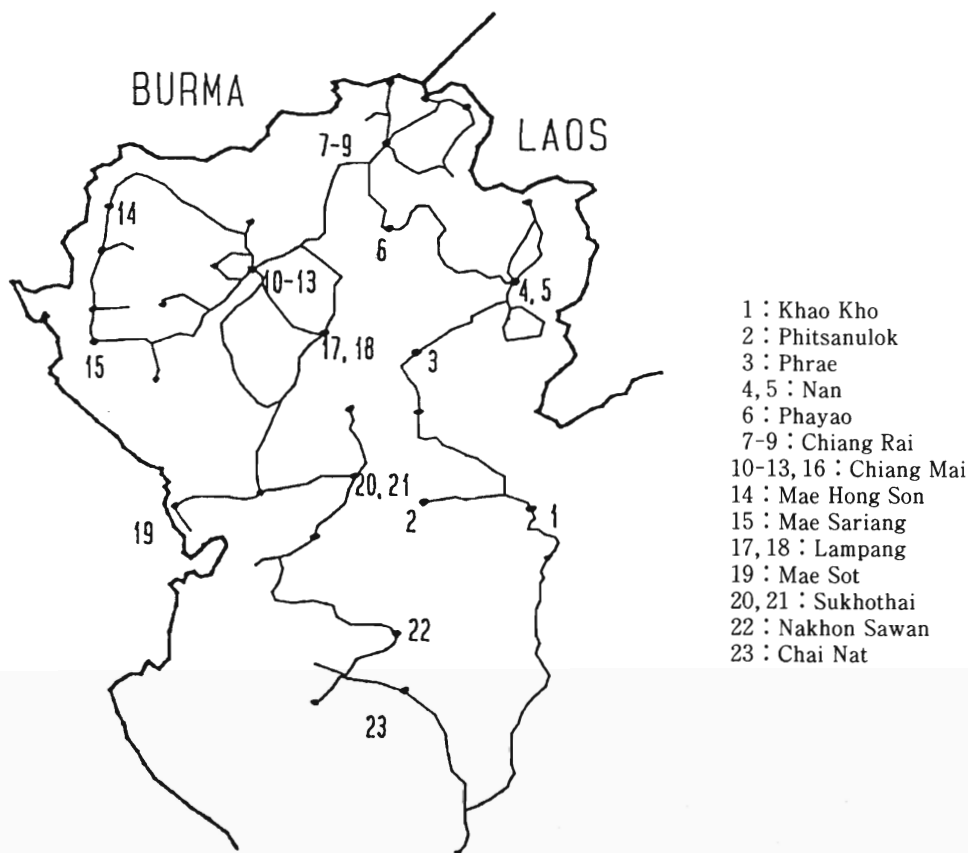 BURMA
LAOS
7-9
14
6
10-13
4, 5
17, 18
15
3
20, 21
2
1
19
22
23
1 : Khao Kho
2 : Phitsanulok
3 : Phrae
4, 5 : Nan
6 : Phayao
7-9 : Chiang Rai
10-13, 16 : Chiang Mai
14 : Mae Hong Son
15 : Mae Sariang
17, 18 : Lampang
19 : Mae Sot
20, 21 : Sukhothai
22 : Nakhon Sawan
23 : Chai Nat